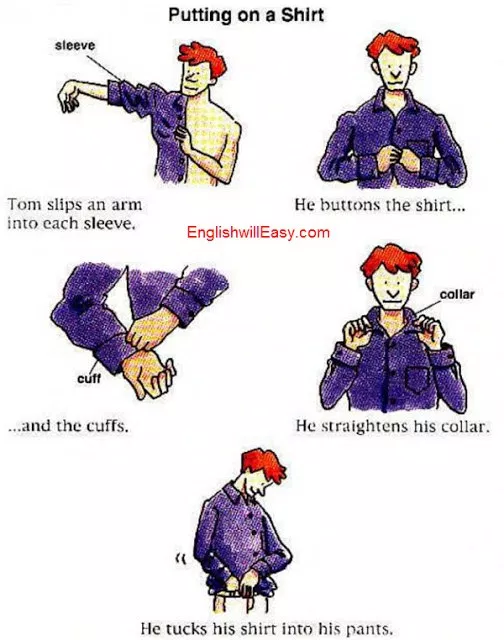 Putting on a Shirt
sleeve
Tom slips an arm
into each sleeve.
He buttons the shirt...
EnglishwillEasy.com
cuff
...and the cuffs.
collar
He straightens his collar.
He tucks his shirt into his pants.